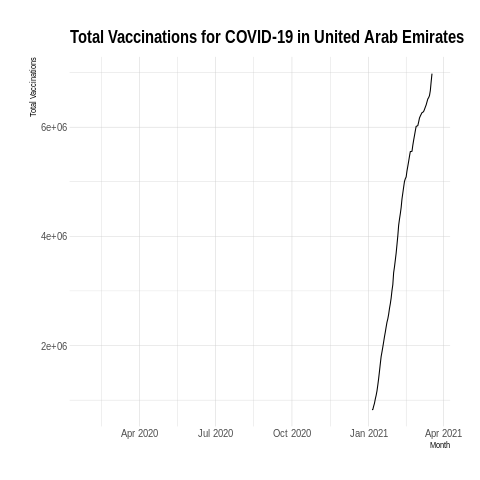 Total Vaccinations for COVID-19 in United Arab Emirates
Total Vaccinations
6e+06
4e+06
2e+06
Apr 2020
Jul 2020
Oct 2020
Jan 2021
Apr 2021
Month